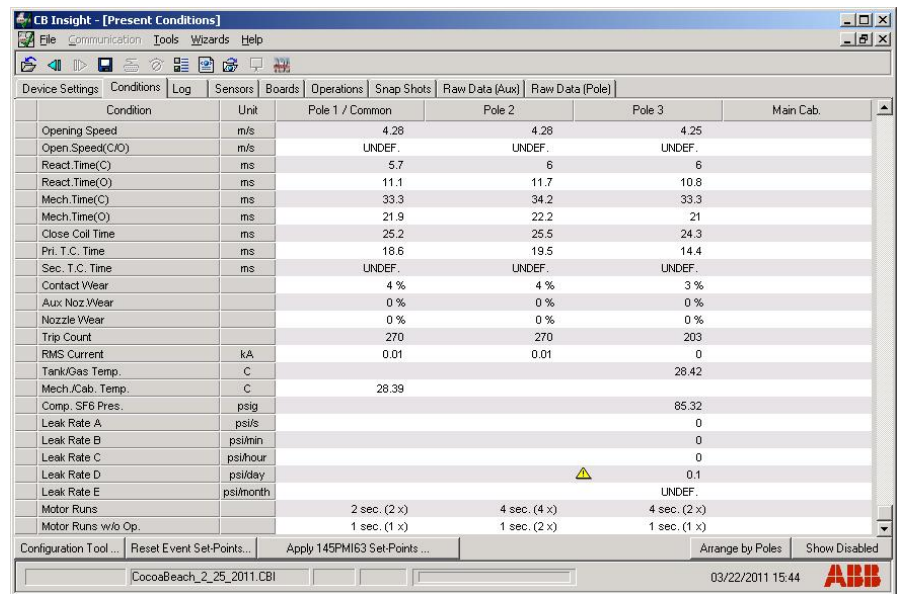 CB Insight - [Present Conditions]
File Communication Tools Wizards Help
Device Settings Conditions Log Sensors Boards Operations Snap Shots Raw Data (Aux) Raw Data (Pole)
Condition Unit Pole 1 / Common Pole 2 Pole 3 Main Cab.
Opening Speed m/s 4.28 4.28 4.25
Open.Speed(C/O) m/s UNDEF. UNDEF. UNDEF.
React.Time(C) ms 5.7 6 6
React.Time(O) ms 11.1 11.7 10.8
Mech.Time(C) ms 33.3 34.2 33.3
Mech.Time(O) ms 21.9 22.2 21
Close Coil Time ms 25.2 25.5 24.3
Pri. T.C. Time ms 18.6 19.5 14.4
Sec. T.C. Time ms UNDEF. UNDEF. UNDEF.
Contact Wear 4 % 4 % 3 %
Aux Noz.Wear 0 % 0 % 0 %
Nozzle Wear 0 % 0 % 0 %
Trip Count 270 270 203
RMS Current kA 0.01 0.01 0
Tank/Gas Temp. C 28.42
Mech./Cab. Temp. C 28.39
Comp. SF6 Pres. psig 85.32
Leak Rate A psi/s 0
Leak Rate B psi/min 0
Leak Rate C psi/hour 0
Leak Rate D psi/day 0.1
Leak Rate E psi/month UNDEF.
Motor Runs 2 sec. (2 x) 4 sec. (4 x) 4 sec. (2 x)
Motor Runs w/o Op. 1 sec. (1 x) 1 sec. (2 x) 1 sec. (1 x)
Configuration Tool ... Reset Event Set-Points... Apply 145PMI63 Set-Points ... Arrange by Poles Show Disabled
CocoaBeach_2_25_2011.CBI 03/22/2011 15:44 ABB